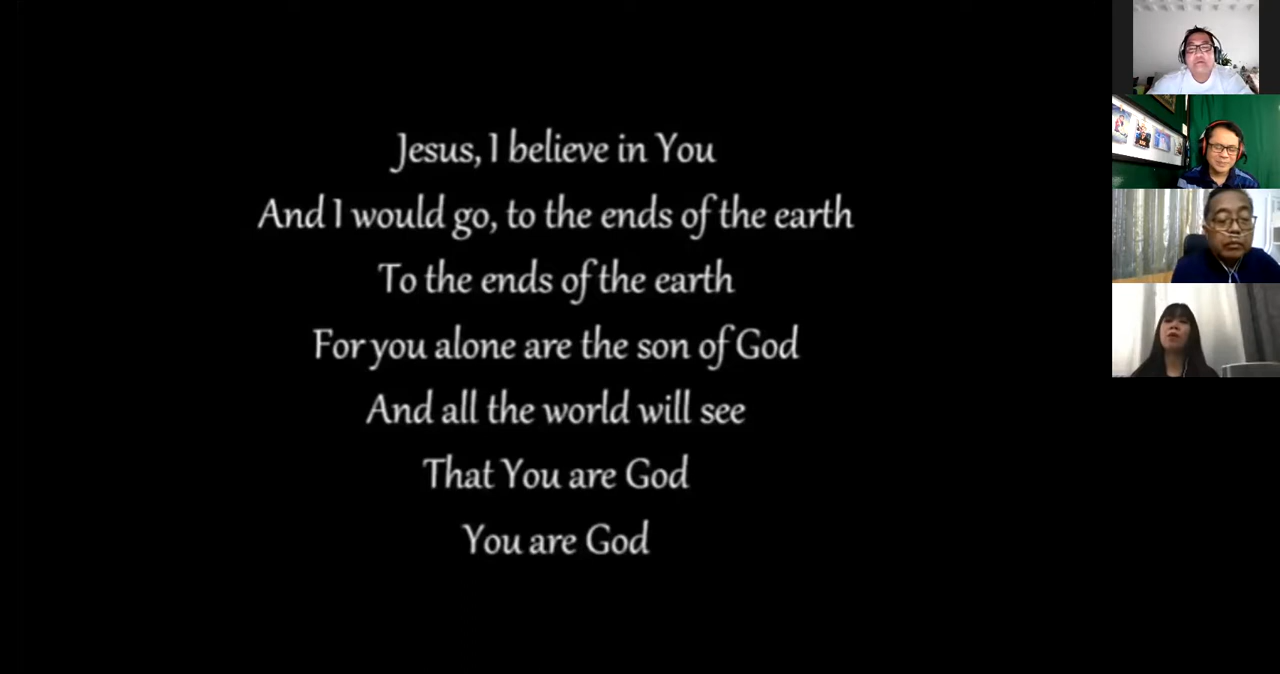 Jesus, I believe in You
And I would go, to the ends of the earth
To the ends of the earth
For you alone are the son of God
And all the world will see
That You are God
You are God